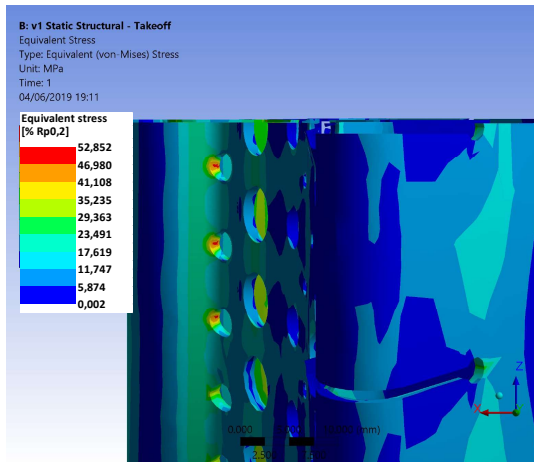 B: v1 Static Structural - Takeoff
Equivalent Stress
Type: Equivalent (von-Mises) Stress
Unit: MPa
Time: 1
04/06/2019 19:11
Equivalent stress
[% Rp0,2]
52,852
46,980
41,108
35,235
29,363
23,491
17,619
11,747
5,874
0,002
F
Z
X
0.000
(mm)